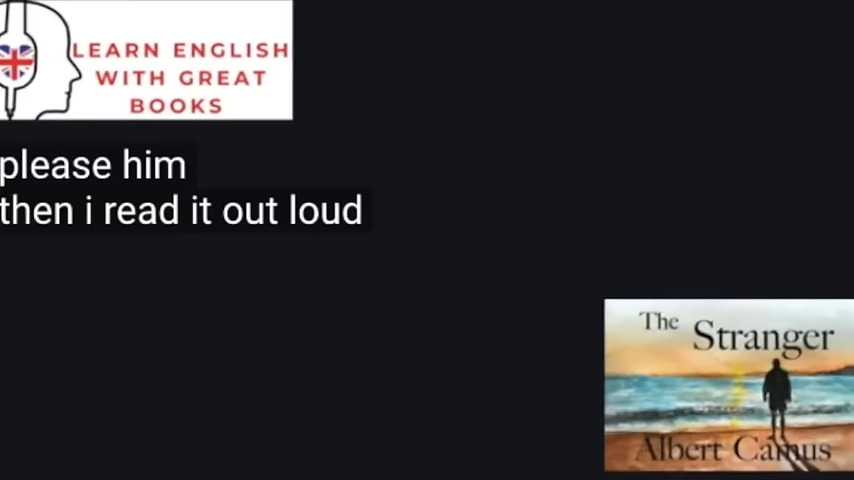 LEARN ENGLISH
WITH GREAT
BOOKS
please him
then i read it out loud
The Stranger
Albert Camus